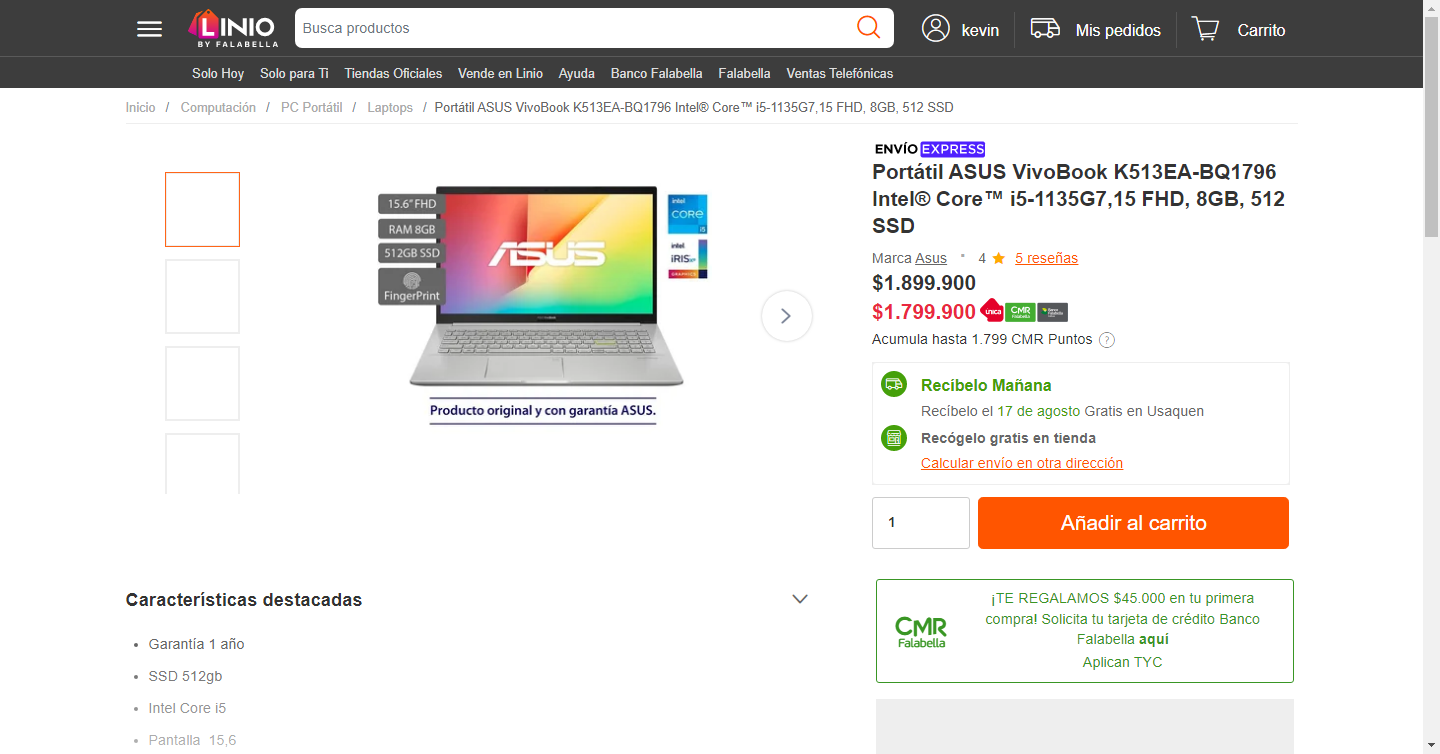 LINIO
BY FALABELLA
Busca productos
kevin
Mis pedidos
Carrito
Solo Hoy
Solo para Ti
Tiendas Oficiales
Vende en Linio
Ayuda
Banco Falabella
Falabella
Ventas Telefónicas
Inicio / Computación / PC Portátil / Laptops / Portátil ASUS VivoBook K513EA-BQ1796 Intel® Core™ i5-1135G7,15 FHD, 8GB, 512 SSD
15.6" FHD
RAM 8GB
512GB SSD
FingerPrint
ASUS
intel
CORE
i5
intel
iRIS xe
GRAPHICS
Producto original y con garantía ASUS.
ENVÍO EXPRESS
Portátil ASUS VivoBook K513EA-BQ1796
Intel® Core™ i5-1135G7,15 FHD, 8GB, 512
SSD
Marca Asus
4
5 reseñas
$1.899.900
$1.799.900
única
CMR
Falabella
Acumula hasta 1.799 CMR Puntos ?
Recíbelo Mañana
Recíbelo el 17 de agosto Gratis en Usaquen
Recógelo gratis en tienda
Calcular envío en otra dirección
1
Añadir al carrito
Características destacadas
• Garantía 1 año
• SSD 512gb
• Intel Core i5
• Pantalla 15,6
CMR
Falabella
¡TE REGALAMOS $45.000 en tu primera
compra! Solicita tu tarjeta de crédito Banco
Falabella aquí
Aplican TYC